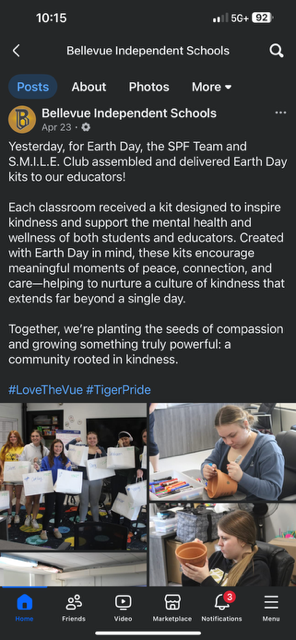 10:15
5G+ 92
Bellevue Independent Schools
Posts About Photos More
Bellevue Independent Schools
Apr 23 ·
Yesterday, for Earth Day, the SPF Team and
S.M.I.L.E. Club assembled and delivered Earth Day
kits to our educators!
Each classroom received a kit designed to inspire
kindness and support the mental health and
wellness of both students and educators. Created
with Earth Day in mind, these kits encourage
meaningful moments of peace, connection, and
care—helping to nurture a culture of kindness that
extends far beyond a single day.
Together, we're planting the seeds of compassion
and growing something truly powerful: a
community rooted in kindness.
#LoveTheVue #TigerPride
3
Home Friends Video Marketplace Notifications Menu